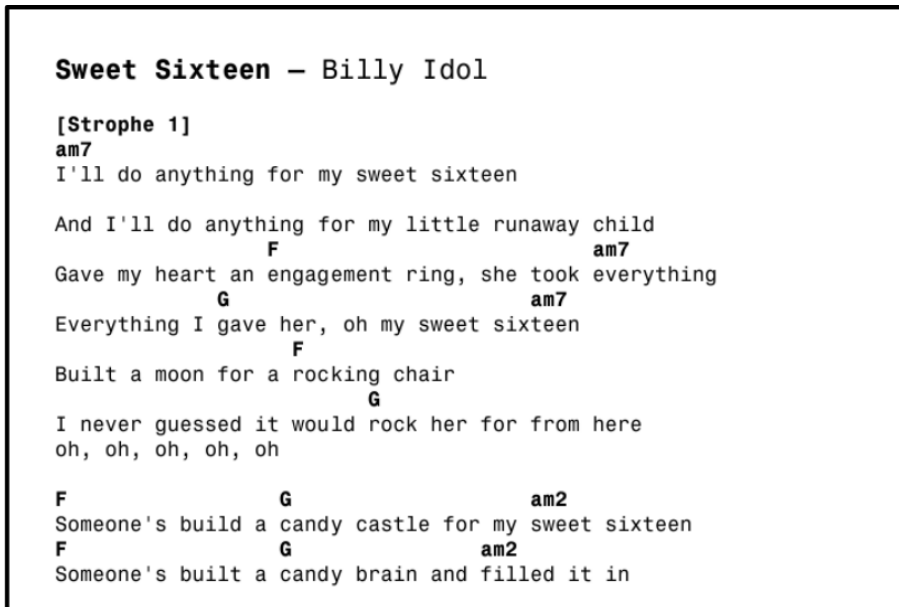 Sweet Sixteen – Billy Idol
[Strophe 1]
am7
I'll do anything for my sweet sixteen
And I'll do anything for my little runaway child
F am7
Gave my heart an engagement ring, she took everything
G am7
Everything I gave her, oh my sweet sixteen
F
Built a moon for a rocking chair
G
I never guessed it would rock her for from here
oh, oh, oh, oh, oh
F G am2
Someone's build a candy castle for my sweet sixteen
F G am2
Someone's built a candy brain and filled it in